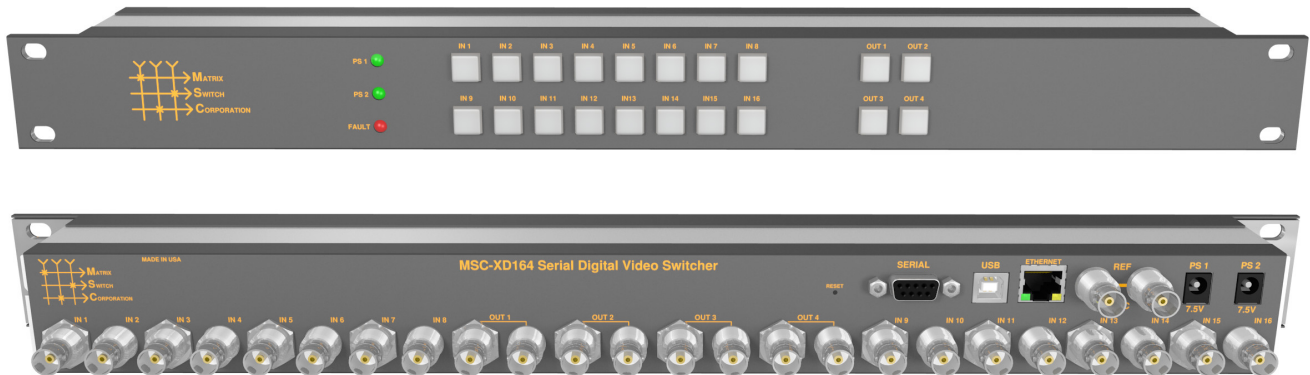 IN 1 IN 2 IN 3 IN 4 IN 5 IN 6 IN 7 IN 8 OUT 1 OUT 2
PS 1
MATRIX
SWITCH
CORPORATION
PS 2
IN 9 IN 10 IN 11 IN 12 IN13 IN 14 IN15 IN 16 OUT 3 OUT 4
FAULT
MADE IN USA
MSC-XD164 Serial Digital Video Switcher
SERIAL USB ETHERNET REF PS 1 PS 2
MATRIX
SWITCH
CORPORATION
RESET
7.5V 7.5V
IN 1 IN 2 IN 3 IN 4 IN 5 IN 6 IN 7 IN 8 OUT 1 OUT 2 OUT 3 OUT 4 IN 9 IN 10 IN 11 IN 12 IN 13 IN 14 IN 15 IN 16